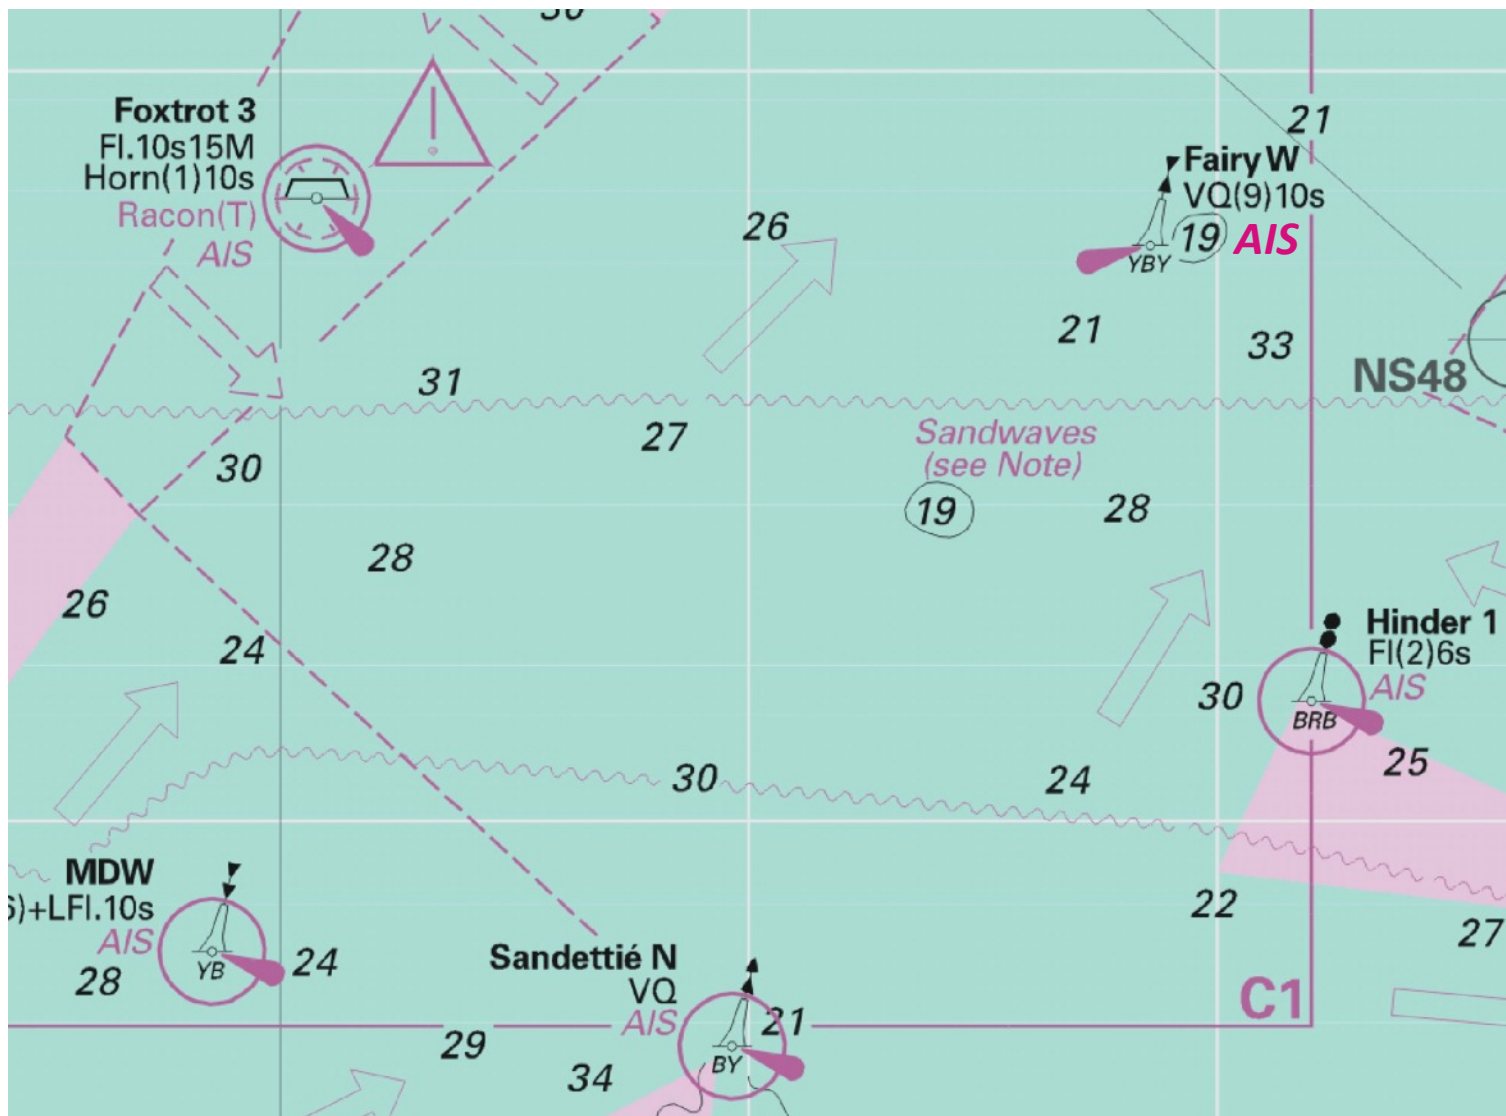 21
Foxtrot 3
Fl.10s15M
Horn(1)10s
Racon(T)
AIS
Fairy W
VQ(9)10s
19 AIS
YBY
26
21
33
NS48
31
27
Sandwaves
(see Note)
19
28
30
28
26
24
Hinder 1
Fl(2)6s
AIS
30
BRB
25
30
24
MDW
)+LFl.10s
AIS
YB
24
28
22
27
Sandettié N
VQ
AIS
21
BY
C1
29
34